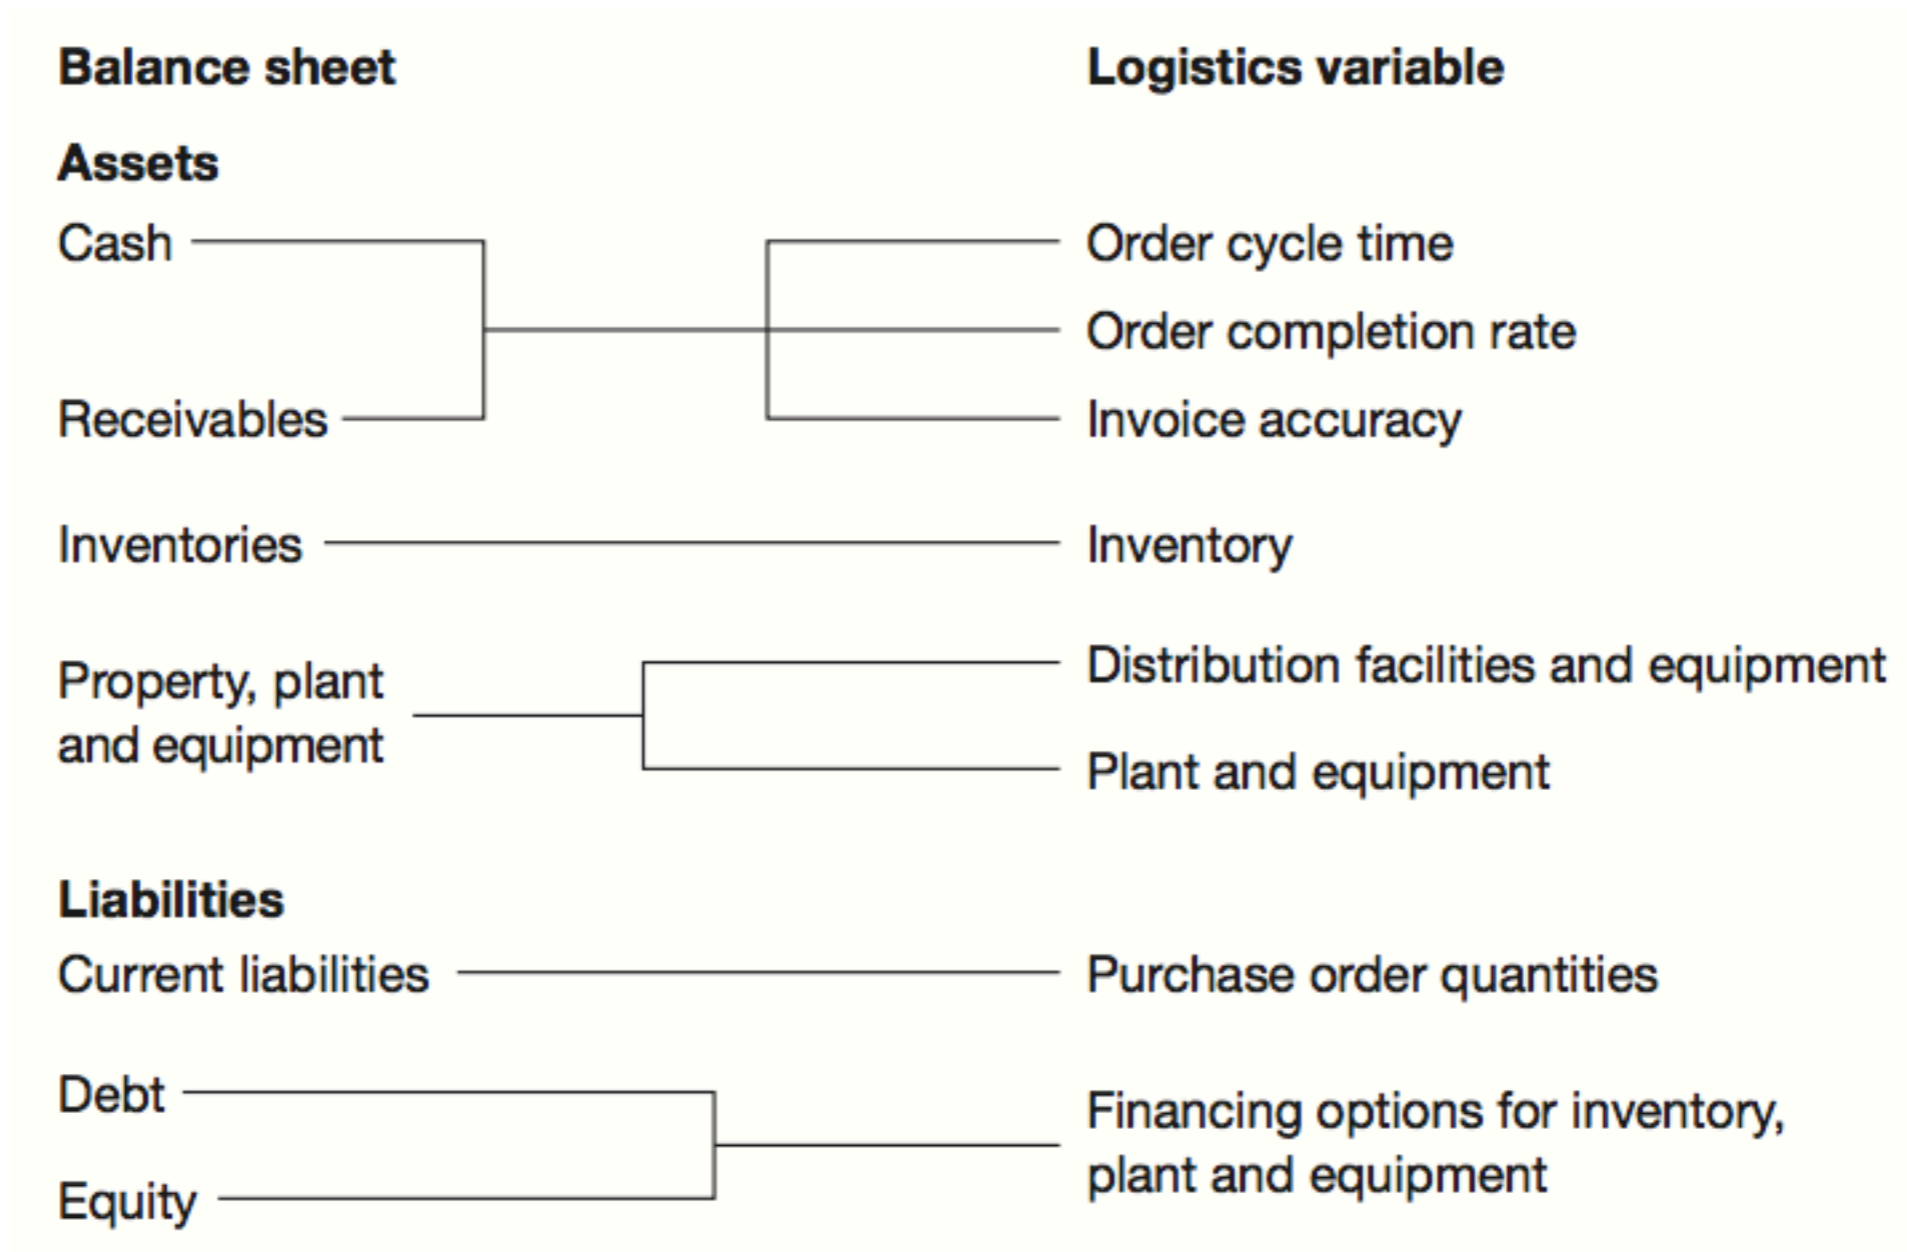 Balance sheet
Logistics variable
Assets
Cash
Order cycle time
Order completion rate
Receivables
Invoice accuracy
Inventories
Inventory
Property, plant
and equipment
Distribution facilities and equipment
Plant and equipment
Liabilities
Current liabilities
Purchase order quantities
Debt
Equity
Financing options for inventory,
plant and equipment